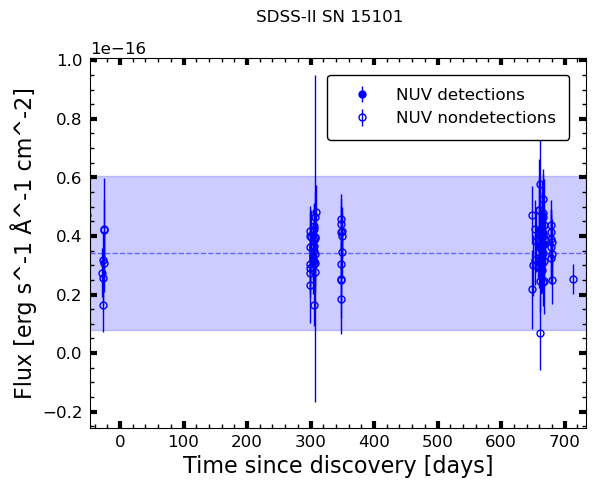 SDSS-II SN 15101
1e−16
NUV detections
NUV nondetections
1.0
0.8
0.6
0.4
0.2
0.0
−0.2
Flux [erg s^-1 Å^-1 cm^-2]
0 100 200 300 400 500 600 700
Time since discovery [days]